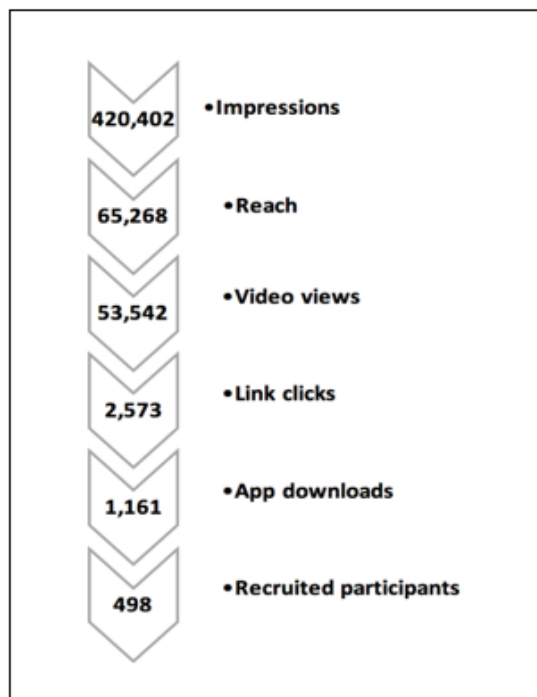 420,402
•Impressions
65,268
•Reach
53,542
•Video views
2,573
•Link clicks
1,161
•App downloads
498
•Recruited participants